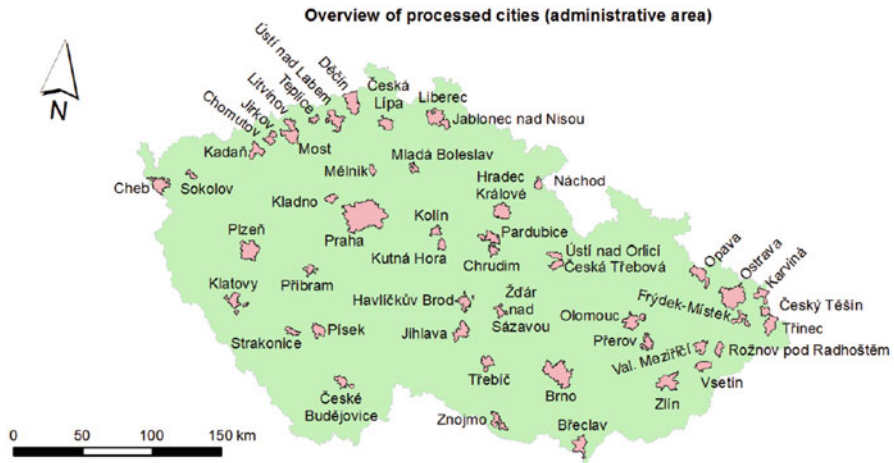 Overview of processed cities (administrative area)
N
Děčín
Ústí nad Labem
Teplice
Litvínov
Jirkov
Chomutov
Kadaň
Most
Česká
Lípa
Liberec
Jablonec nad Nisou
Cheb
Sokolov
Mělník
Mladá Boleslav
Hradec
Králové
Náchod
Kladno
Praha
Kolín
Kutná Hora
Pardubice
Chrudim
Ústí nad Orlicí
Česká Třebová
Plzeň
Příbram
Klatovy
Strakonice
Písek
České
Budějovice
Havlíčkův Brod
Jihlava
Žďár
nad
Sázavou
Třebíč
Znojmo
Brno
Břeclav
Olomouc
Přerov
Zlín
Opava
Ostrava
Karviná
Český Těšín
Třinec
Frýdek-Místek
Val. Meziříčí
Rožnov pod Radhoštěm
Vsetín
0 50 100 150 km